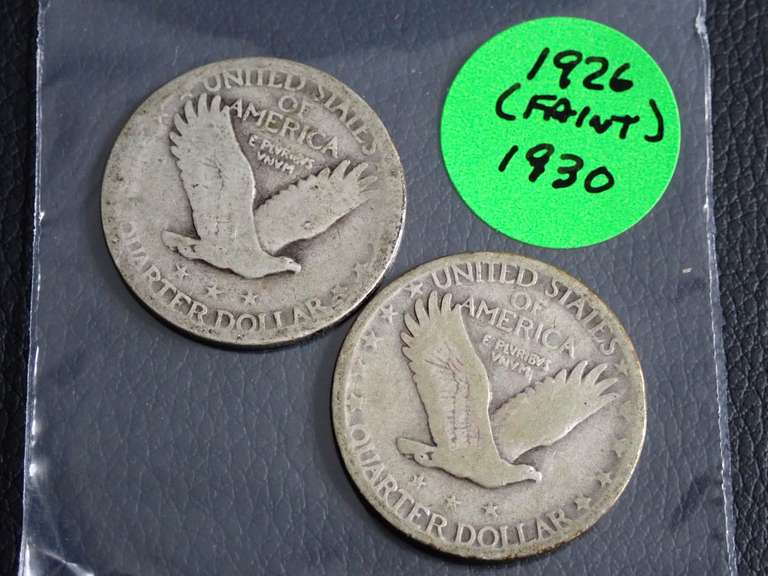 UNITED STATES
OF
AMERICA
E PLURIBUS
UNUM
QUARTER DOLLAR
1926
(FAINT)
1930
UNITED STATES
OF
AMERICA
E PLURIBUS
UNUM
QUARTER DOLLAR